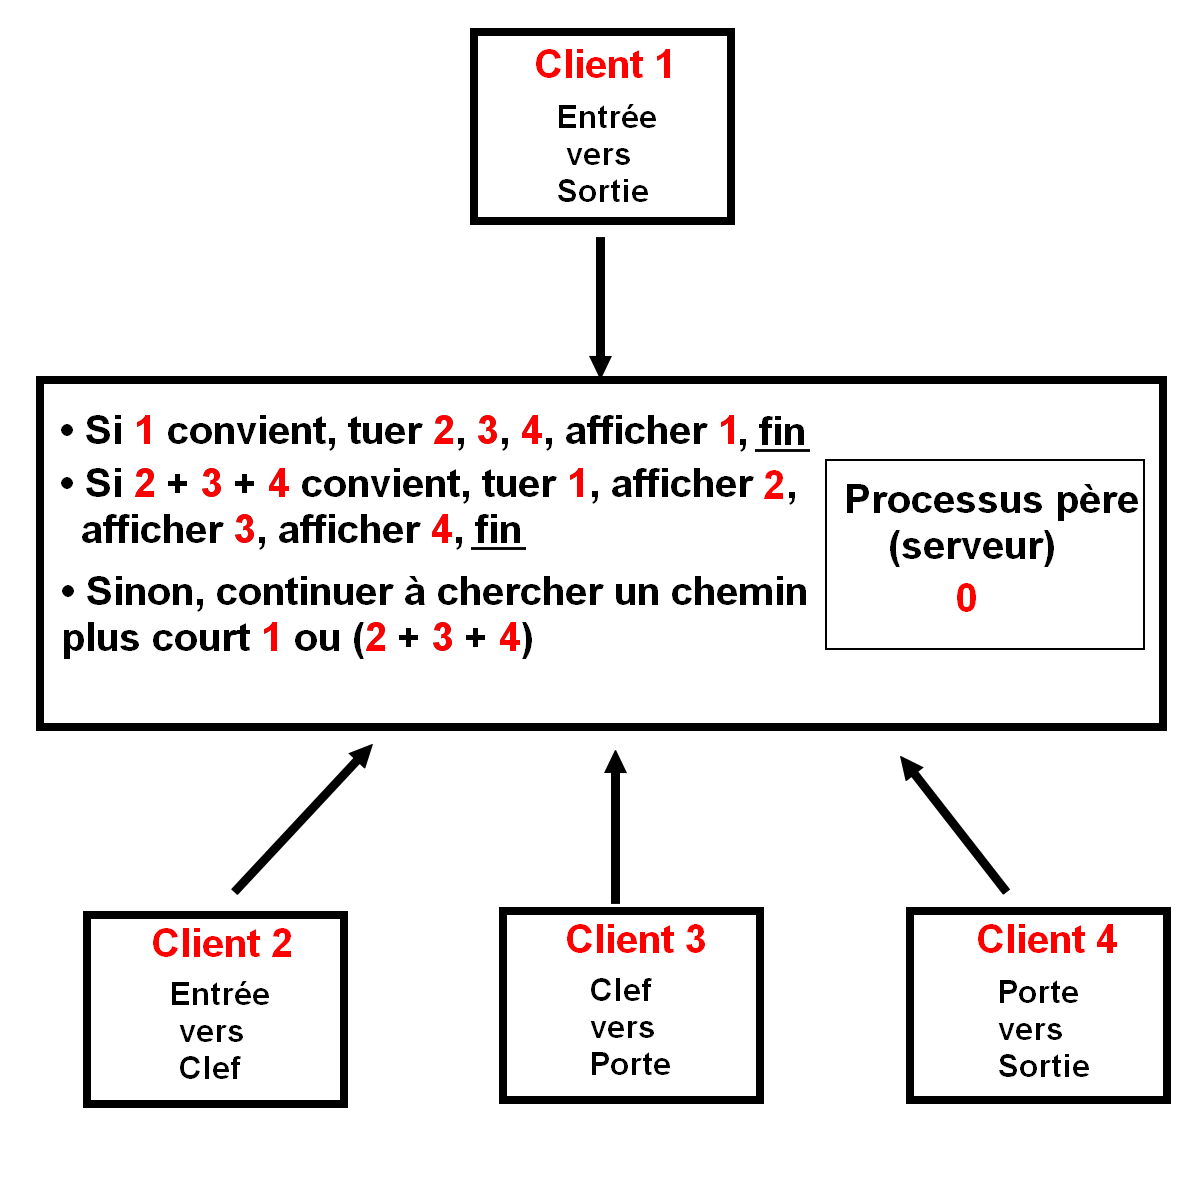 Client 1
Entrée
vers
Sortie
• Si 1 convient, tuer 2, 3, 4, afficher 1, fin
• Si 2 + 3 + 4 convient, tuer 1, afficher 2,
afficher 3, afficher 4, fin
• Sinon, continuer à chercher un chemin
plus court 1 ou (2 + 3 + 4)
Processus père
(serveur)
0
Client 2
Entrée
vers
Clef
Client 3
Clef
vers
Porte
Client 4
Porte
vers
Sortie